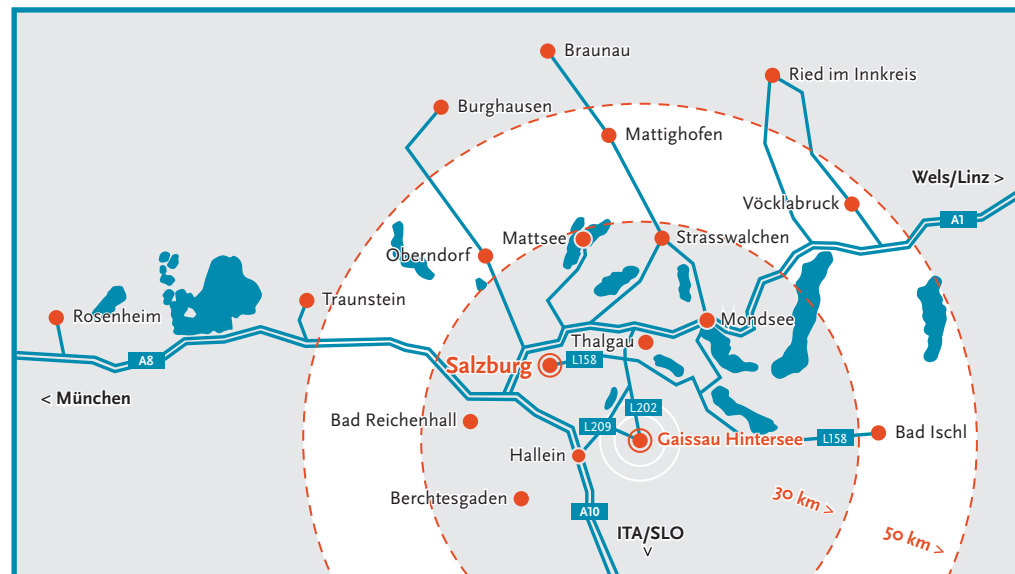 Braunau
Ried im Innkreis
Burghausen
Mattighofen
Wels/Linz >
Vöcklabruck
A1
Mattsee
Strasswalchen
Oberndorf
Traunstein
Rosenheim
Mondsee
Thalgau
A8
Salzburg
L158
< München
L202
Bad Reichenhall
L209
Gaissau Hintersee
L158
Bad Ischl
Hallein
Berchtesgaden
30 km >
A10
ITA/SLO
>
50 km >